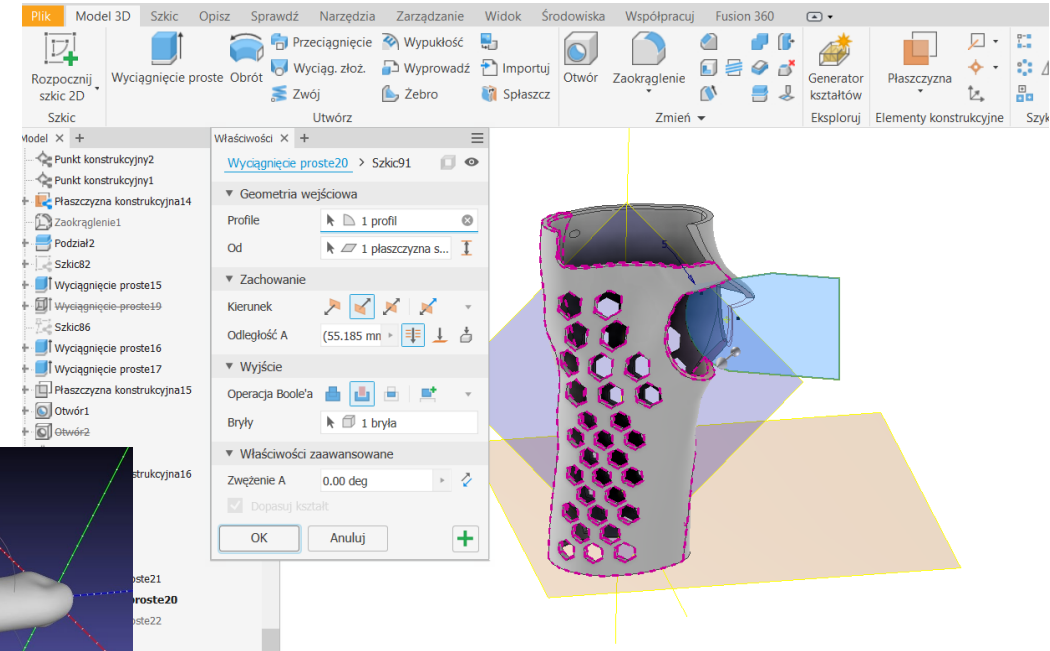 Plik Model 3D Szkic Opisz Sprawdź Narzędzia Zarządzanie Widok Środowiska Współpracuj Fusion 360
Rozpocznij szkic 2D
Wyciągnięcie proste
Obrót
Przeciągnięcie
Wyciąg. złoż.
Zwój
Wypukłość
Wyprowadź
Żebro
Importuj
Spłaszcz
Otwór
Zaokrąglenie
Generator kształtów
Płaszczyzna
Szkic Utwórz Zmień Eksploruj Elementy konstrukcyjne Szyk
Model
Punkt konstrukcyjny2
Punkt konstrukcyjny1
Płaszczyzna konstrukcyjna14
Zaokrąglenie1
Podział2
Szkic82
Wyciągnięcie proste15
Wyciągnięcie proste19
Szkic86
Wyciągnięcie proste16
Wyciągnięcie proste17
Płaszczyzna konstrukcyjna15
Otwór1
Otwór2
strukcyjna16
oste21
proste20
oste22
Właściwości
Wyciągnięcie proste20 > Szkic91
Geometria wejściowa
Profile 1 profil
Od 1 płaszczyzna s...
Zachowanie
Kierunek
Odległość A (55.185 mm
Wyjście
Operacja Boole'a
Bryły 1 bryła
Właściwości zaawansowane
Zwężenie A 0.00 deg
Dopasuj kształt
OK Anuluj
5